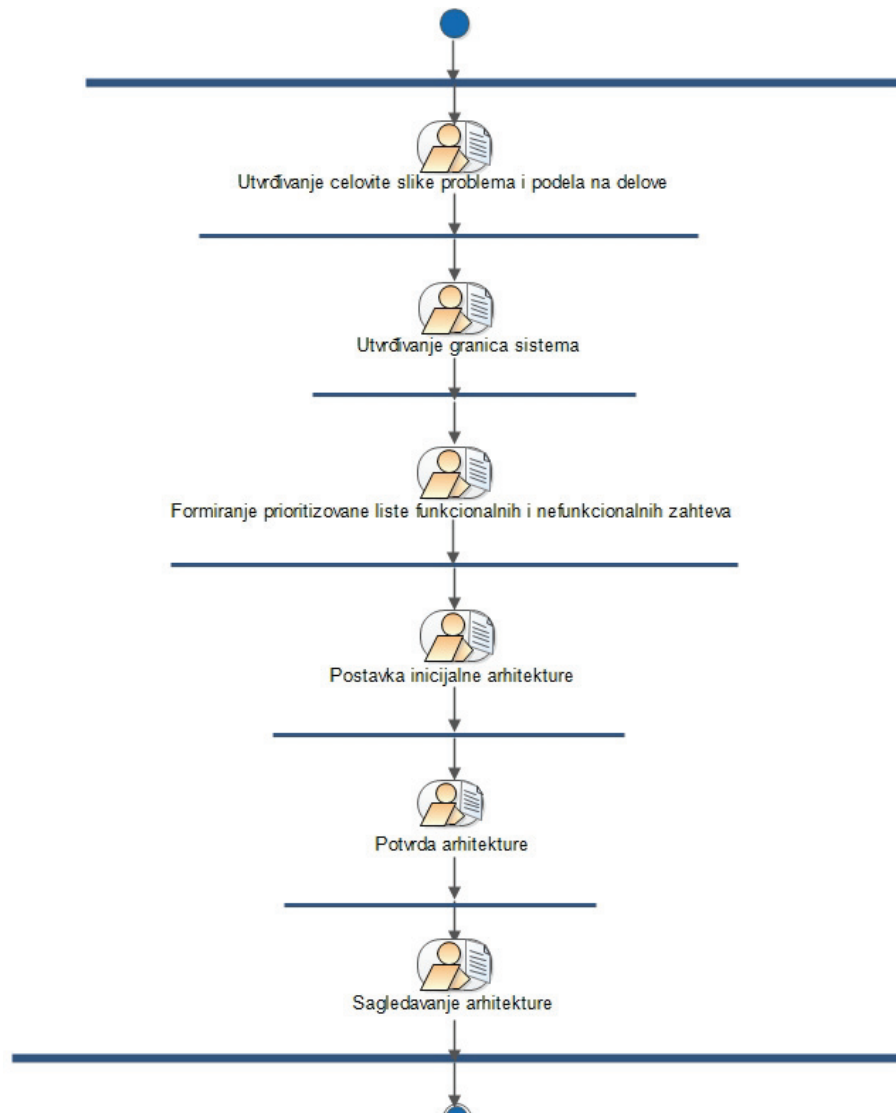 Utvrđivanje celovite slike problema i podela na delove
Utvrđivanje granica sistema
Formiranje prioritizovane liste funkcionalnih i nefunkcionalnih zahteva
Postavka inicijalne arhitekture
Potvrda arhitekture
Sagledavanje arhitekture